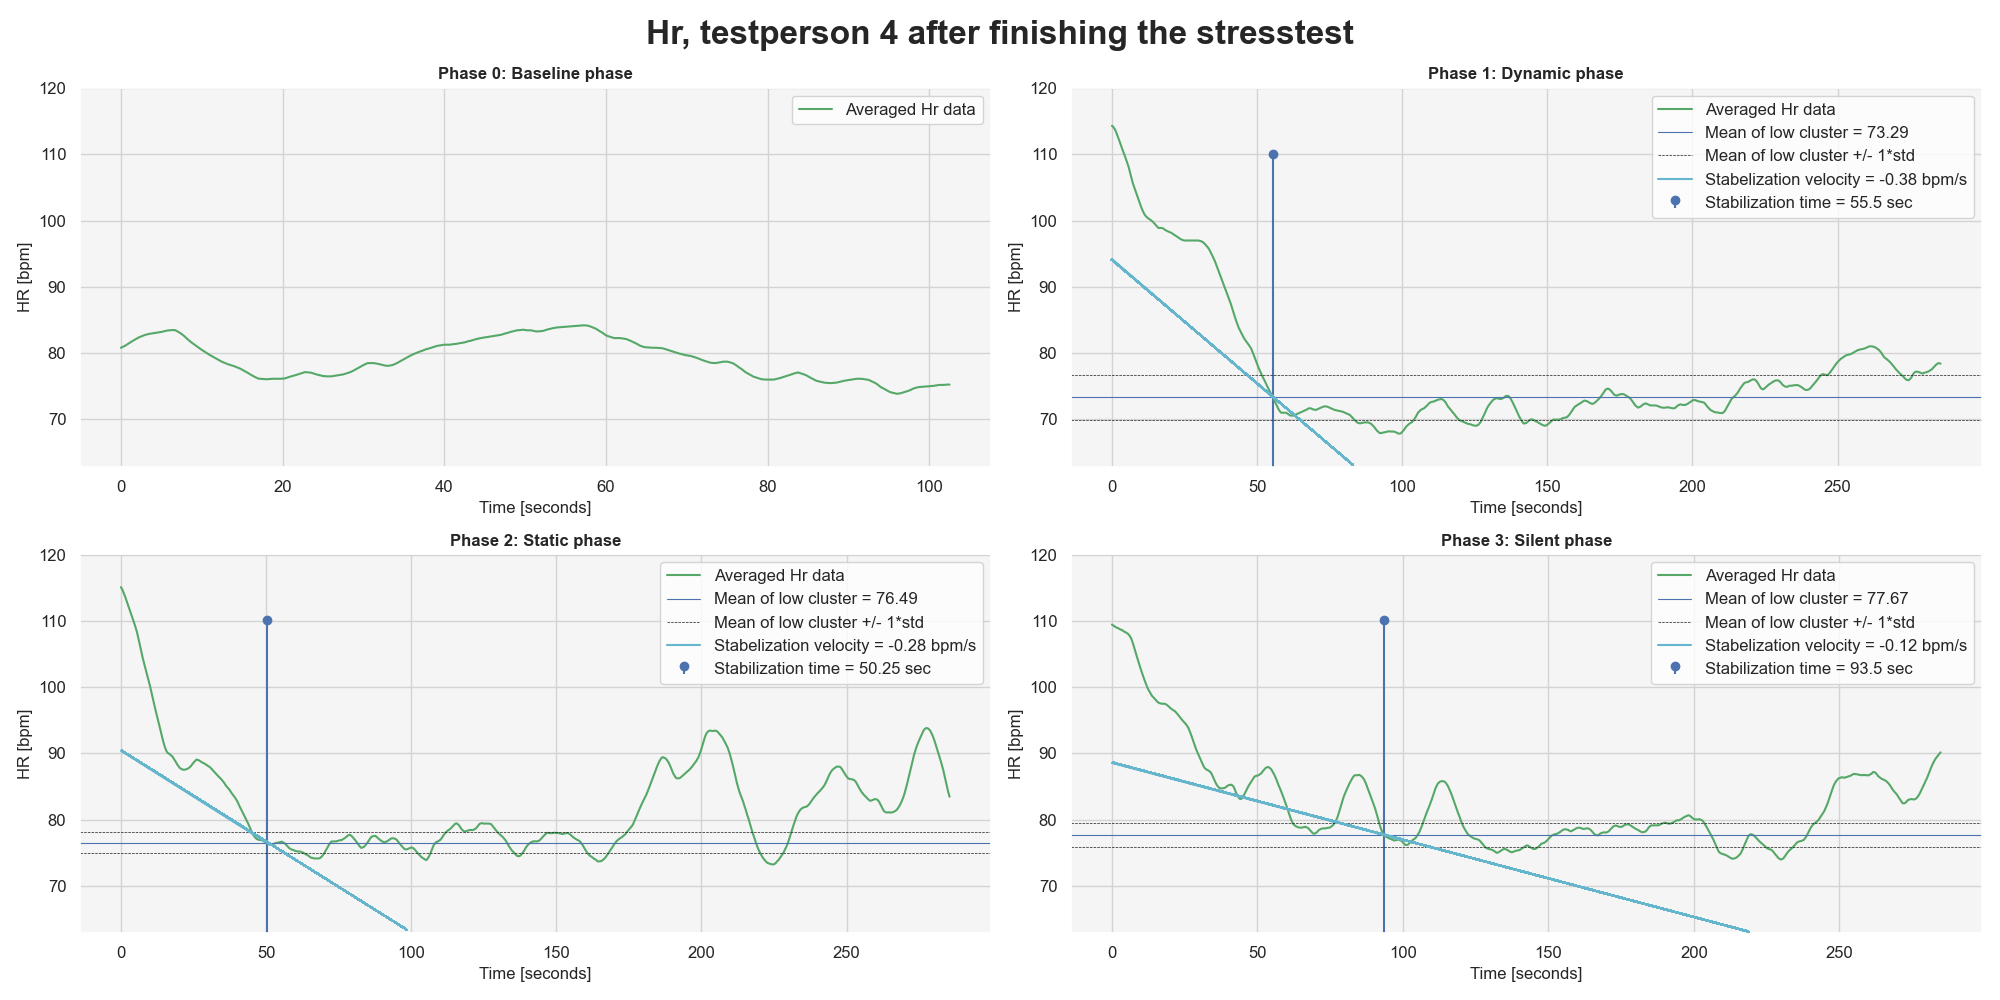 Hr, testperson 4 after finishing the stresstest
Phase 0: Baseline phase
120
110
100
90
80
70
HR [bpm]
Averaged Hr data
0 20 40 60 80 100
Time [seconds]
Phase 1: Dynamic phase
120
110
100
90
80
70
HR [bpm]
Averaged Hr data
Mean of low cluster = 73.29
Mean of low cluster +/- 1*std
Stabelization velocity = -0.38 bpm/s
Stabilization time = 55.5 sec
0 50 100 150 200 250
Time [seconds]
Phase 2: Static phase
120
110
100
90
80
70
HR [bpm]
Averaged Hr data
Mean of low cluster = 76.49
Mean of low cluster +/- 1*std
Stabelization velocity = -0.28 bpm/s
Stabilization time = 50.25 sec
0 50 100 150 200 250
Time [seconds]
Phase 3: Silent phase
120
110
100
90
80
70
HR [bpm]
Averaged Hr data
Mean of low cluster = 77.67
Mean of low cluster +/- 1*std
Stabelization velocity = -0.12 bpm/s
Stabilization time = 93.5 sec
0 50 100 150 200 250
Time [seconds]